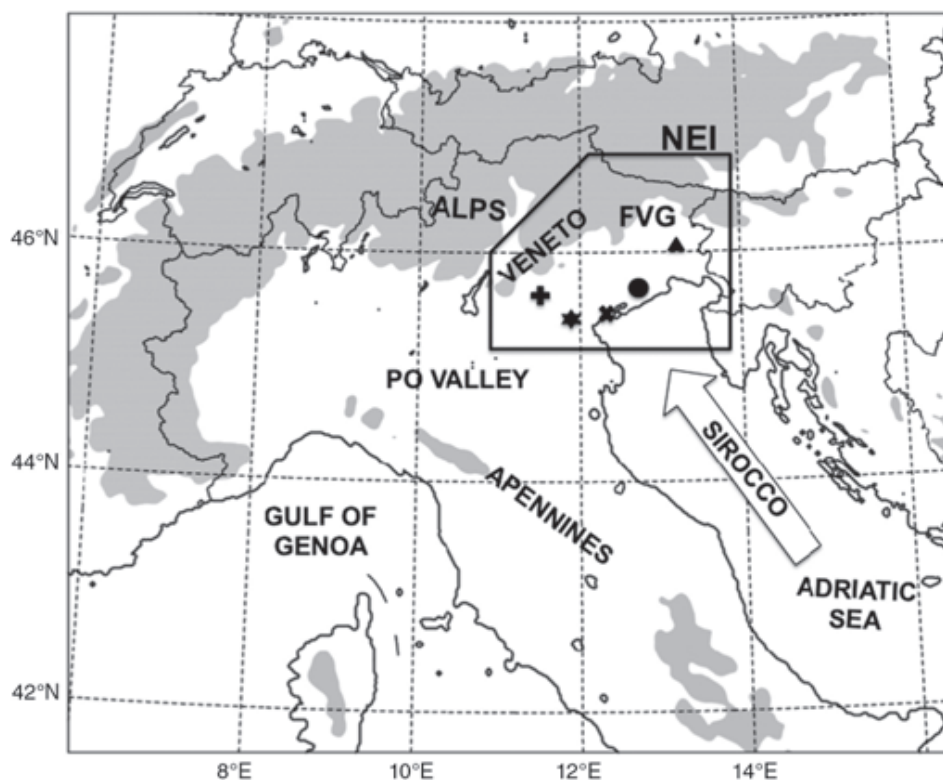 NEI
ALPS
FVG
VENETO
46°N
PO VALLEY
SIROCCO
44°N
APENNINES
GULF OF
GENOA
ADRIATIC
SEA
42°N
8°E
10°E
12°E
14°E